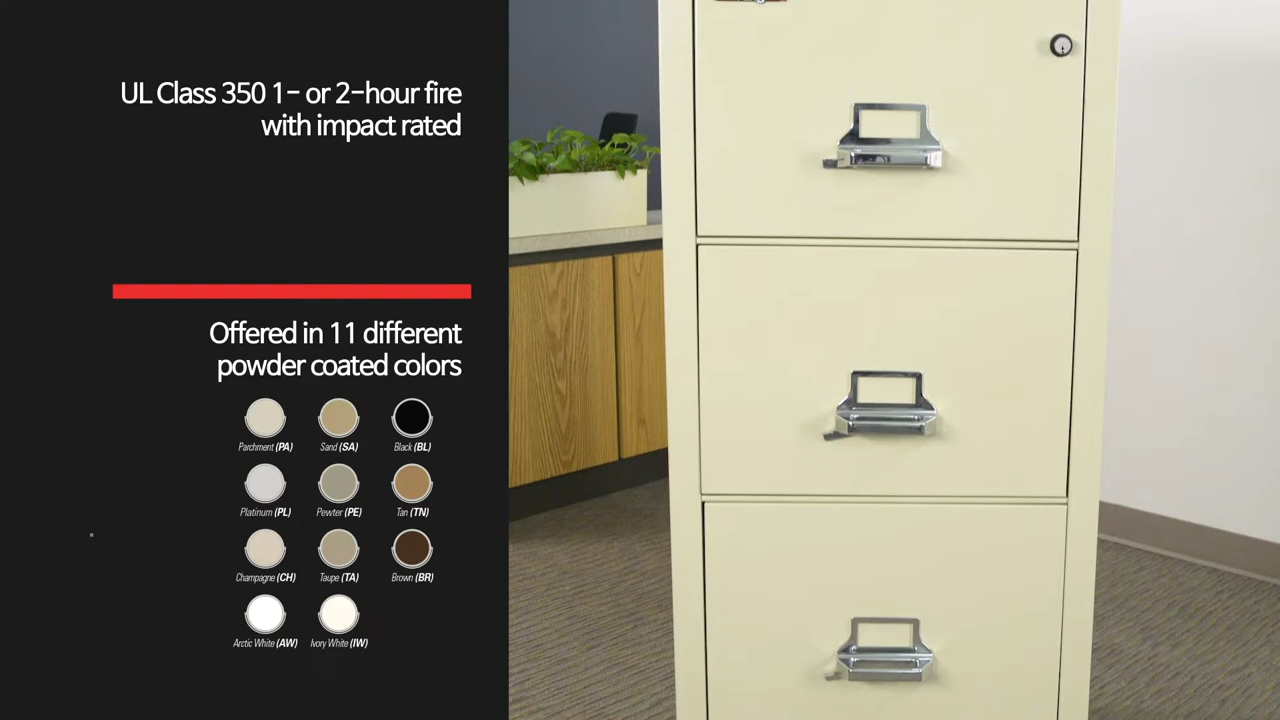 UL Class 350 1- or 2-hour fire
with impact rated
Offered in 11 different
powder coated colors
Parchment (PA) Sand (SA) Black (BL)
Platinum (PL) Pewter (PE) Tan (TN)
Champagne (CH) Taupe (TA) Brown (BR)
Arctic White (AW) Ivory White (IW)